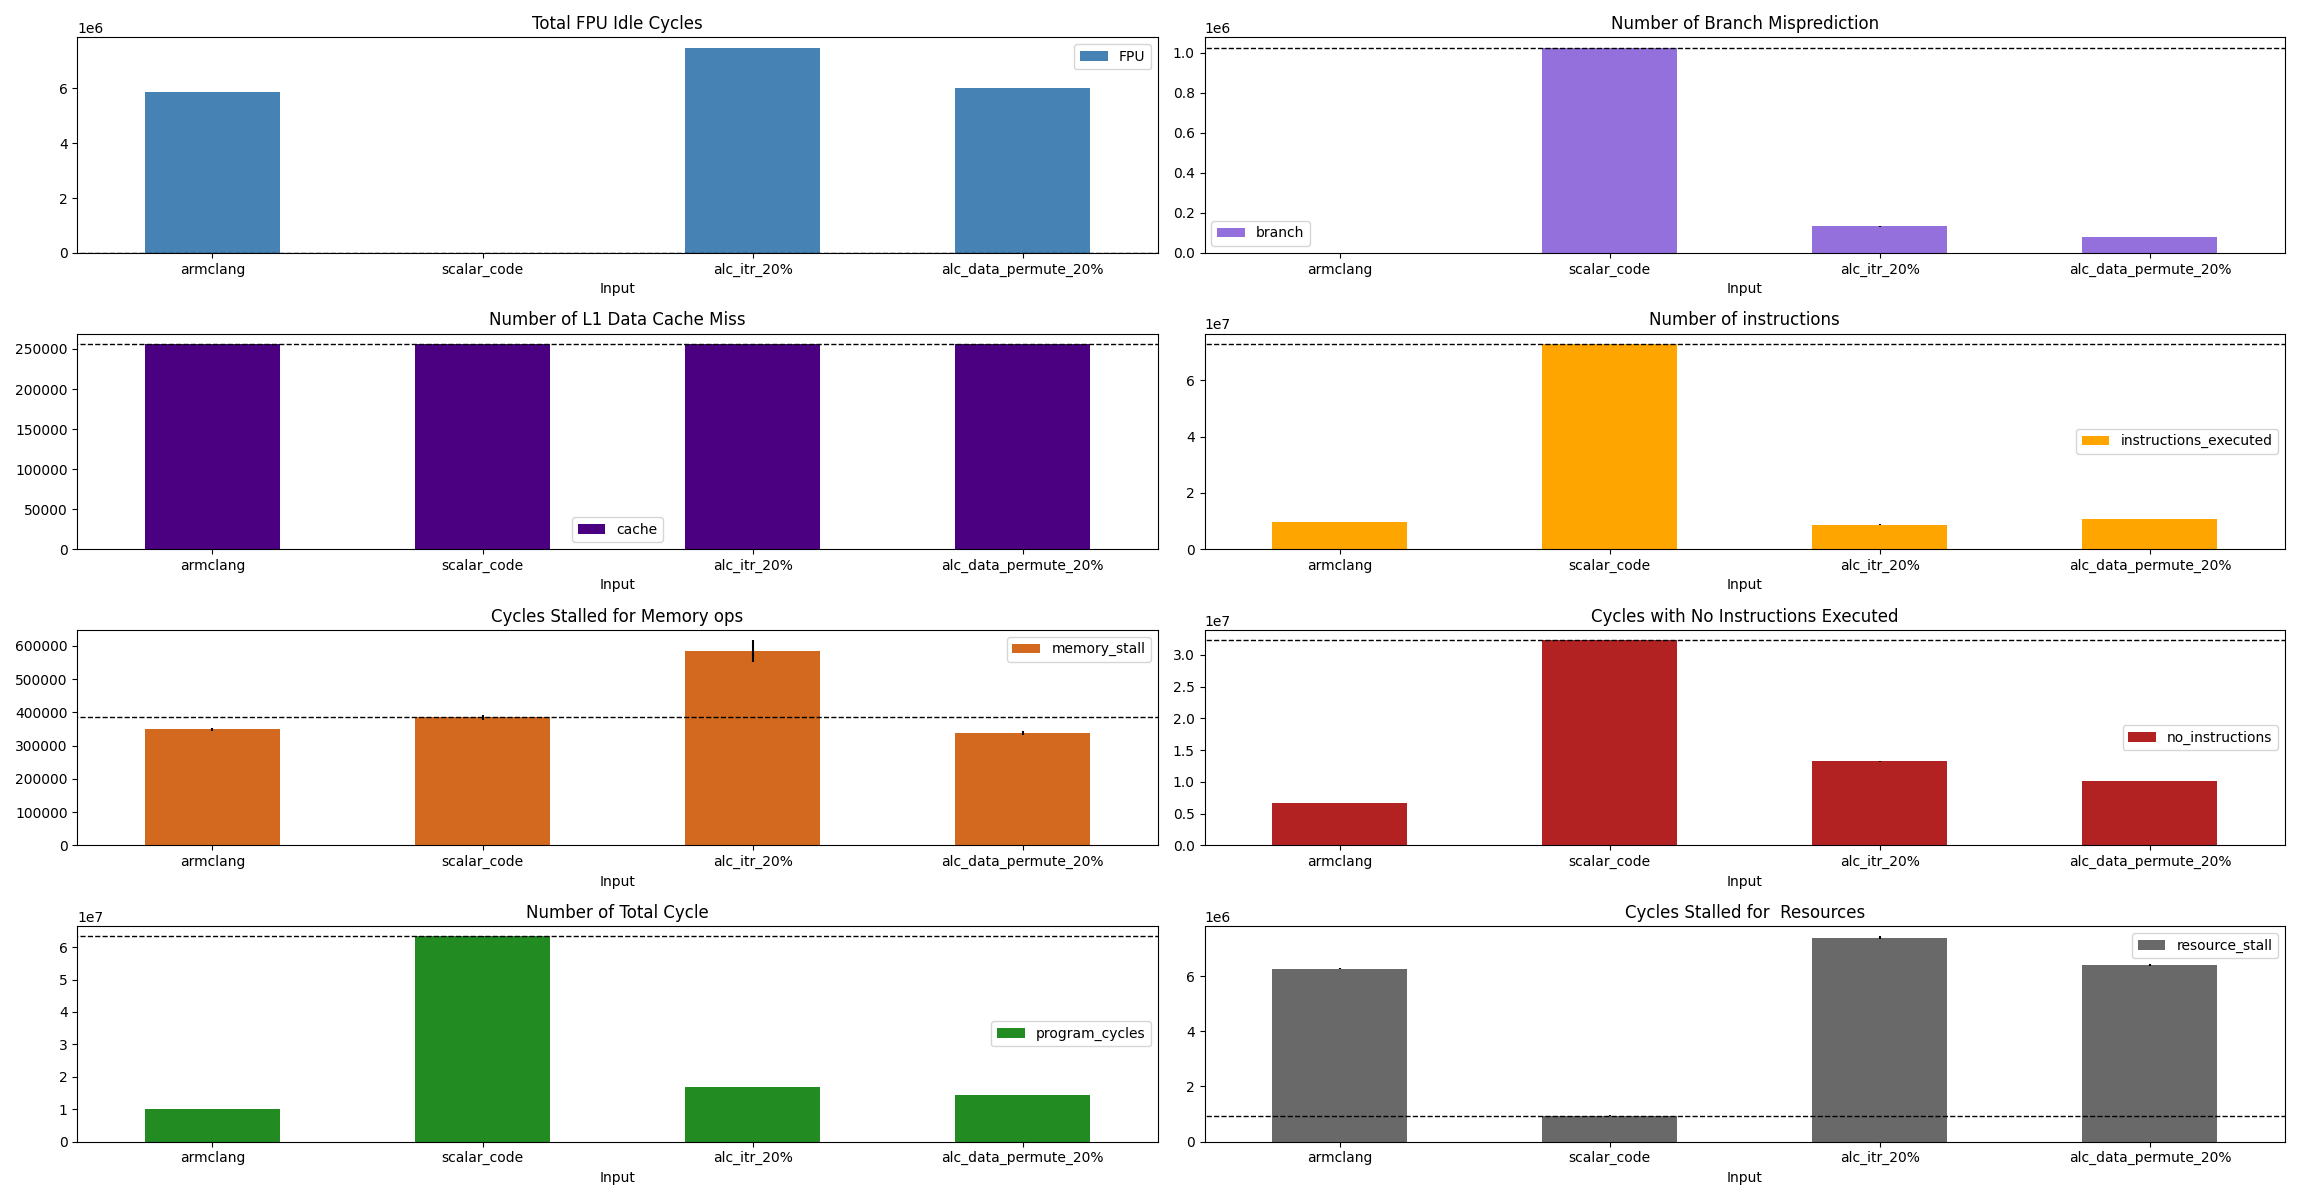 Total FPU Idle Cycles
1e6
6
4
2
0
FPU
armclang scalar_code alc_itr_20% alc_data_permute_20%
Input
Number of Branch Misprediction
1e6
1.0
0.8
0.6
0.4
0.2
0.0
branch
armclang scalar_code alc_itr_20% alc_data_permute_20%
Input
Number of L1 Data Cache Miss
250000
200000
150000
100000
50000
0
cache
armclang scalar_code alc_itr_20% alc_data_permute_20%
Input
Number of instructions
1e7
6
4
2
0
instructions_executed
armclang scalar_code alc_itr_20% alc_data_permute_20%
Input
Cycles Stalled for Memory ops
600000
500000
400000
300000
200000
100000
0
memory_stall
armclang scalar_code alc_itr_20% alc_data_permute_20%
Input
Cycles with No Instructions Executed
1e7
3.0
2.5
2.0
1.5
1.0
0.5
0.0
no_instructions
armclang scalar_code alc_itr_20% alc_data_permute_20%
Input
Number of Total Cycle
1e7
6
5
4
3
2
1
0
program_cycles
armclang scalar_code alc_itr_20% alc_data_permute_20%
Input
Cycles Stalled for  Resources
1e6
6
4
2
0
resource_stall
armclang scalar_code alc_itr_20% alc_data_permute_20%
Input